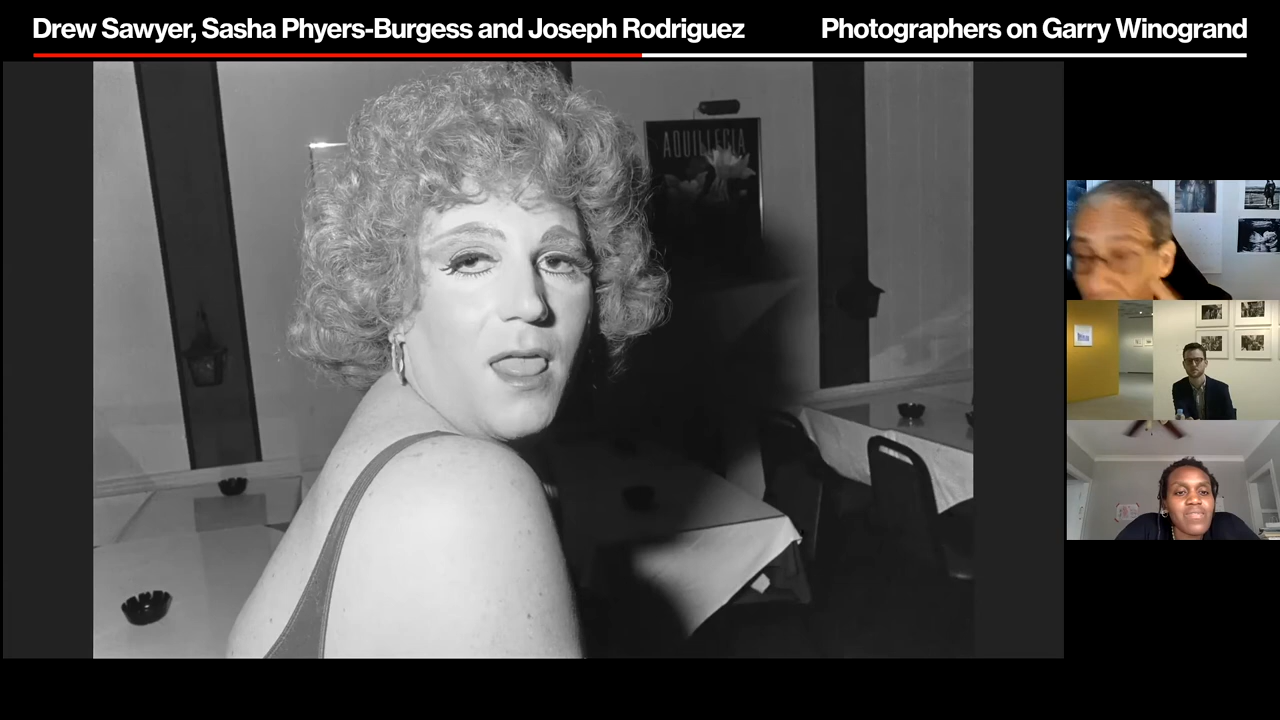 Drew Sawyer, Sasha Phyers-Burgess and Joseph Rodriguez
Photographers on Garry Winogrand
AQUILEGIA